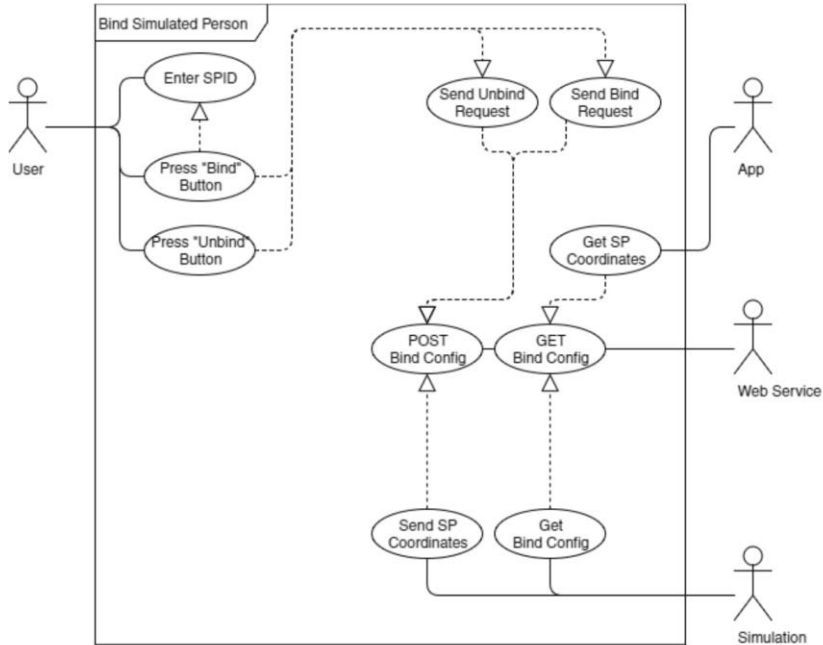 Bind Simulated Person
Enter SPID
Send Unbind
Request
Send Bind
Request
User
Press "Bind"
Button
App
Press "Unbind"
Button
Get SP
Coordinates
POST
Bind Config
GET
Bind Config
Web Service
Send SP
Coordinates
Get
Bind Config
Simulation